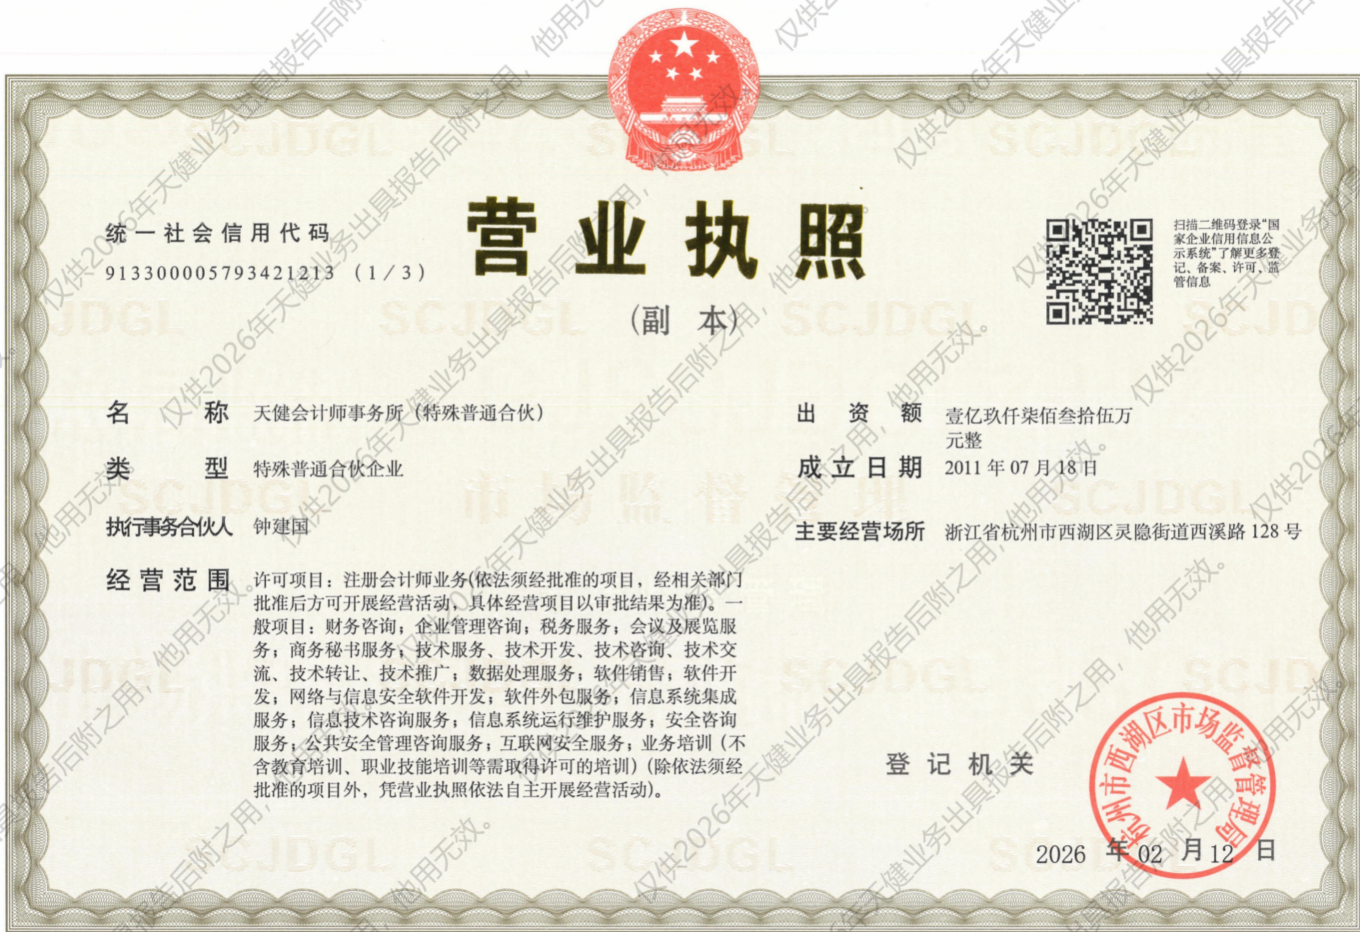 营业执照
(副 本)
统一社会信用代码
913300005793421213 (1/3)
扫描二维码登录“国
家企业信用信息公
示系统”了解更多登
记、备案、许可、监
管信息
名 称 天健会计师事务所（特殊普通合伙）
类 型 特殊普通合伙企业
执行事务合伙人 钟建国
经营范围 许可项目：注册会计师业务(依法须经批准的项目，经相关部门
批准后方可开展经营活动，具体经营项目以审批结果为准)。一
般项目：财务咨询；企业管理咨询；税务服务；会议及展览服
务；商务秘书服务；技术服务、技术开发、技术咨询、技术交
流、技术转让、技术推广；数据处理服务；软件销售；软件开
发；网络与信息安全软件开发；软件外包服务；信息系统集成
服务；信息技术咨询服务；信息系统运行维护服务；安全咨询
服务；公共安全管理咨询服务；互联网安全服务；业务培训（不
含教育培训、职业技能培训等需取得许可的培训）(除依法须经
批准的项目外，凭营业执照依法自主开展经营活动)。
出 资 额 壹亿玖仟柒佰叁拾伍万
元整
成立日期 2011 年 07 月 18 日
主要经营场所 浙江省杭州市西湖区灵隐街道西溪路 128 号
登记机关
杭州市西湖区市场监督管理局
2026 年 02 月 12 日
市场监督管理
SCJDGL
仅供2026年天健业务出具报告后附之用，他用无效。